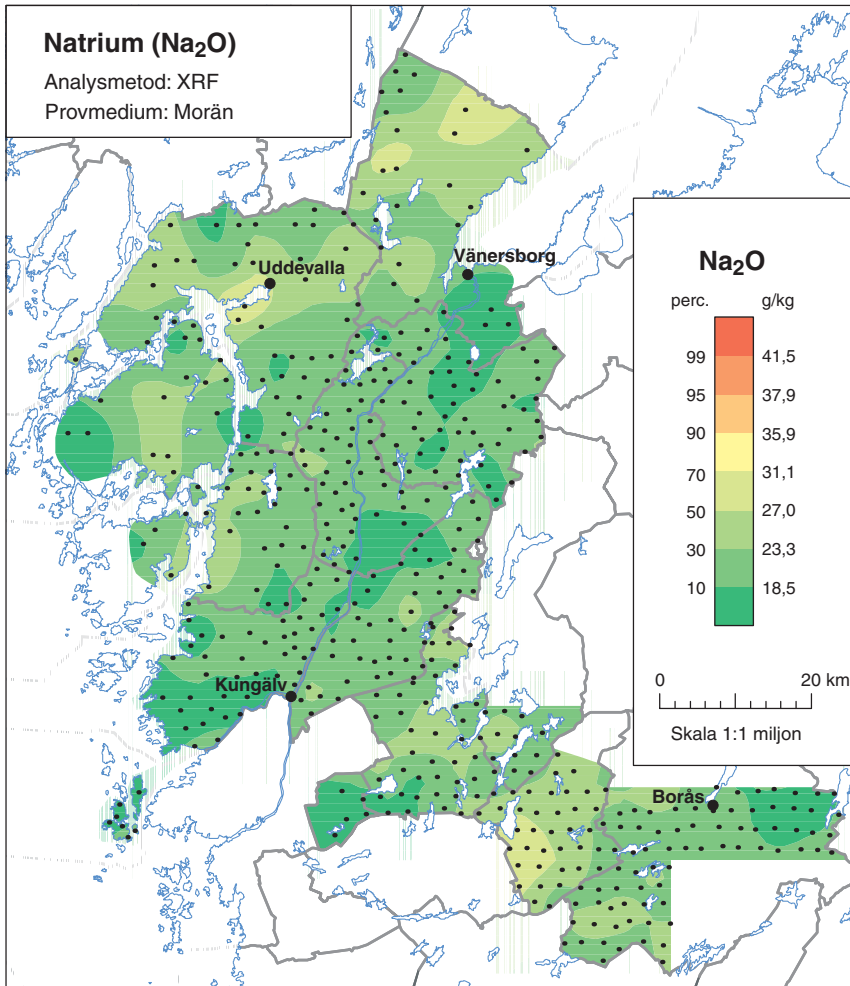 Natrium (Na₂O)
Analysmetod: XRF
Provmedium: Morän
Vänersborg
Uddevalla
Kungälv
Borås
Na₂O
perc. g/kg
99 41,5
95 37,9
90 35,9
70 31,1
50 27,0
30 23,3
10 18,5
0 20 km
Skala 1:1 miljon